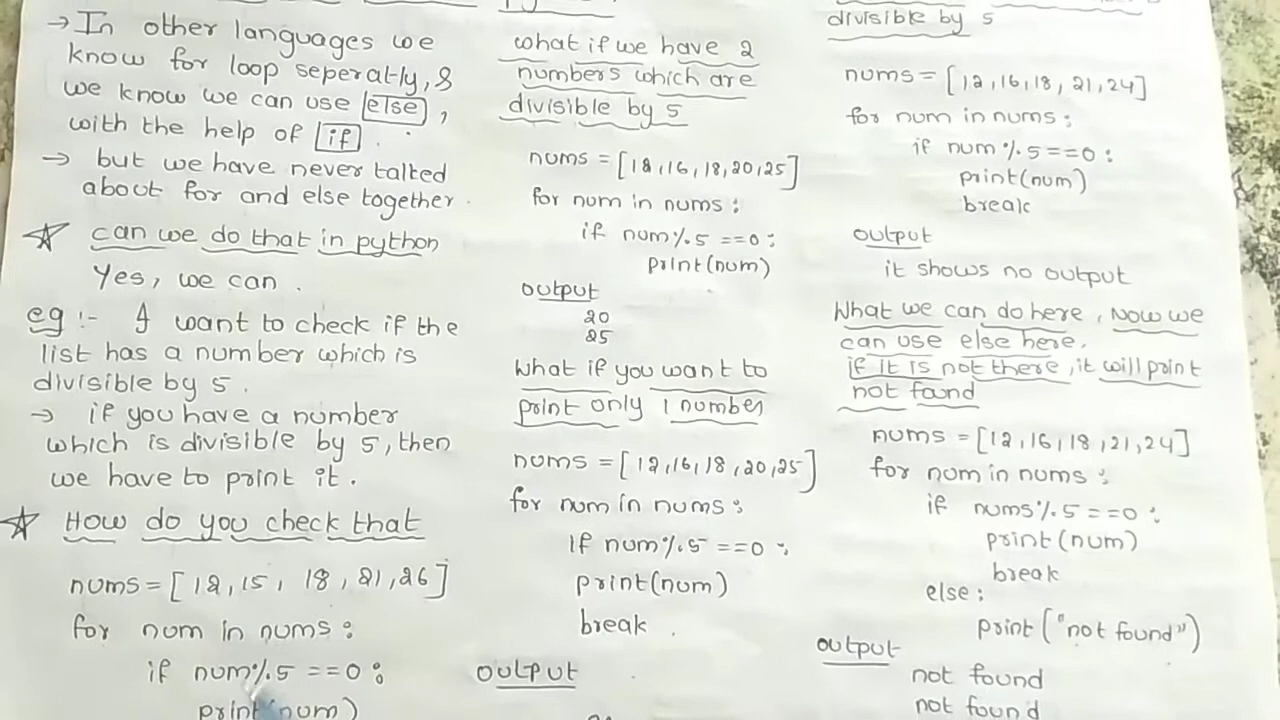 → In other languages we
know for loop seperatly, &
we know we can use else ,
with the help of if .
→ but we have never talted
about for and else together.
☆ can we do that in python
Yes, we can .
eg :- I want to check if the
list has a number which is
divisible by 5.
→ if you have a number
which is divisible by 5, then
we have to print it.
☆ How do you check that
nums = [12, 15, 18, 21, 26]
for num in nums :
if num % 5 == 0 :
print(num)
what if we have 2
numbers which are
divisible by 5
nums = [18, 16, 18, 20, 25]
for num in nums :
if num % 5 == 0 :
print(num)
output
20
25
What if you want to
print only 1 number
nums = [12, 16, 18, 20, 25]
for num in nums :
If num % 5 == 0 :
print(num)
break .
output
divisible by 5
nums = [12, 16, 18, 21, 24]
for num in nums :
if num % 5 == 0 :
print(num)
break
output
it shows no output
What we can do here, Now we
can use else here.
if it is not there, it will print
not found
nums = [12, 16, 18, 21, 24]
for num in nums :
if nums % 5 == 0 :
print(num)
break
else :
print("not found")
output
not found
not found